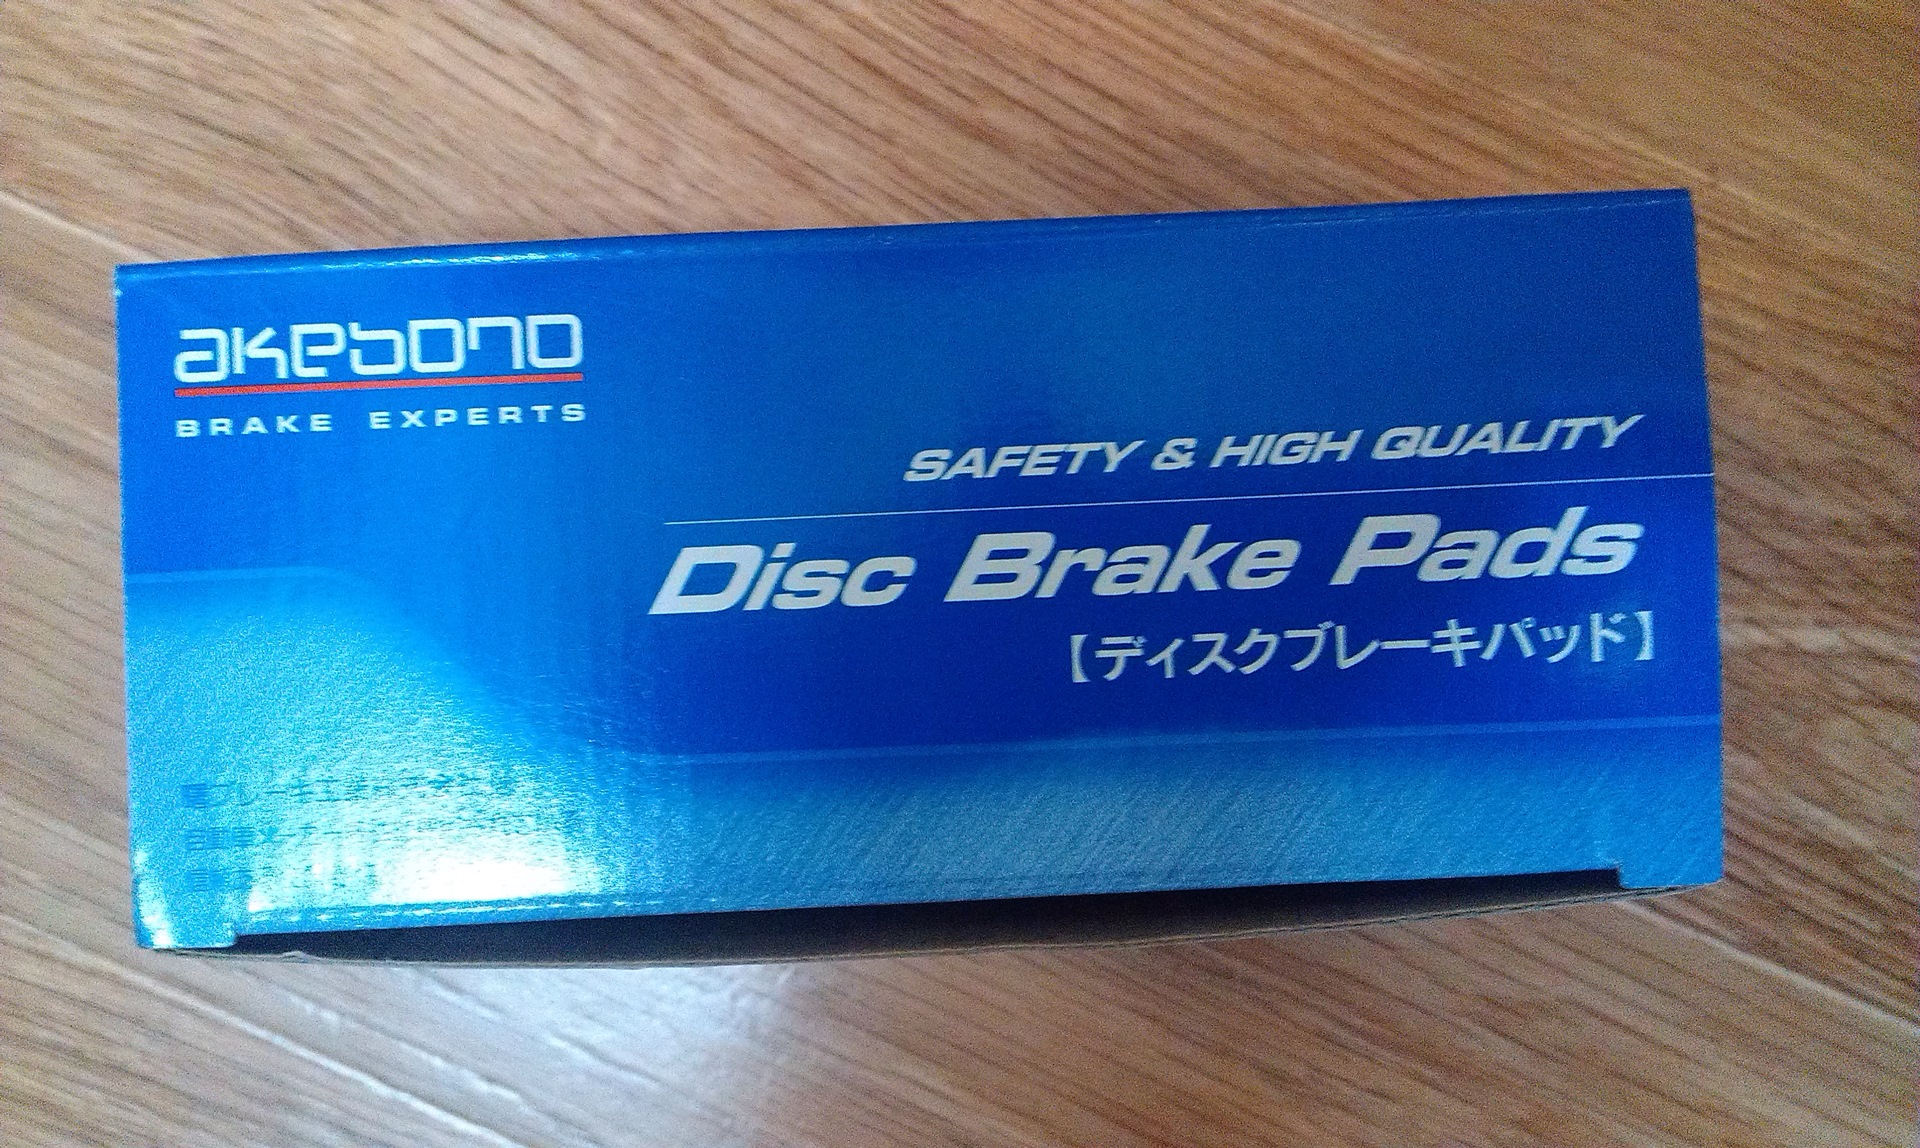 akebono
BRAKE EXPERTS
SAFETY & HIGH QUALITY
Disc Brake Pads
【ディスクブレーキパッド】